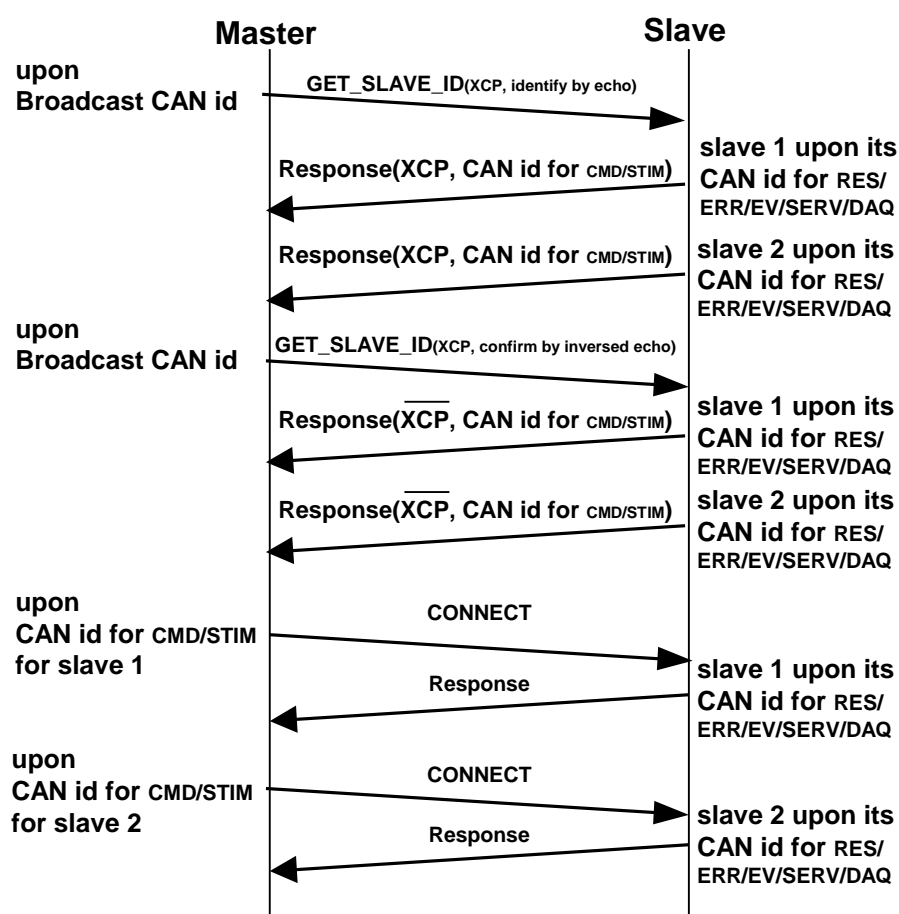 Master
Slave
upon
Broadcast CAN id
GET_SLAVE_ID(XCP, identify by echo)
slave 1 upon its
CAN id for RES/
ERR/EV/SERV/DAQ
Response(XCP, CAN id for CMD/STIM)
slave 2 upon its
CAN id for RES/
ERR/EV/SERV/DAQ
Response(XCP, CAN id for CMD/STIM)
upon
Broadcast CAN id
GET_SLAVE_ID(XCP, confirm by inversed echo)
slave 1 upon its
CAN id for RES/
ERR/EV/SERV/DAQ
Response(X̅C̅P̅, CAN id for CMD/STIM)
slave 2 upon its
CAN id for RES/
ERR/EV/SERV/DAQ
Response(X̅C̅P̅, CAN id for CMD/STIM)
upon
CAN id for CMD/STIM
for slave 1
CONNECT
slave 1 upon its
CAN id for RES/
ERR/EV/SERV/DAQ
Response
upon
CAN id for CMD/STIM
for slave 2
CONNECT
slave 2 upon its
CAN id for RES/
ERR/EV/SERV/DAQ
Response